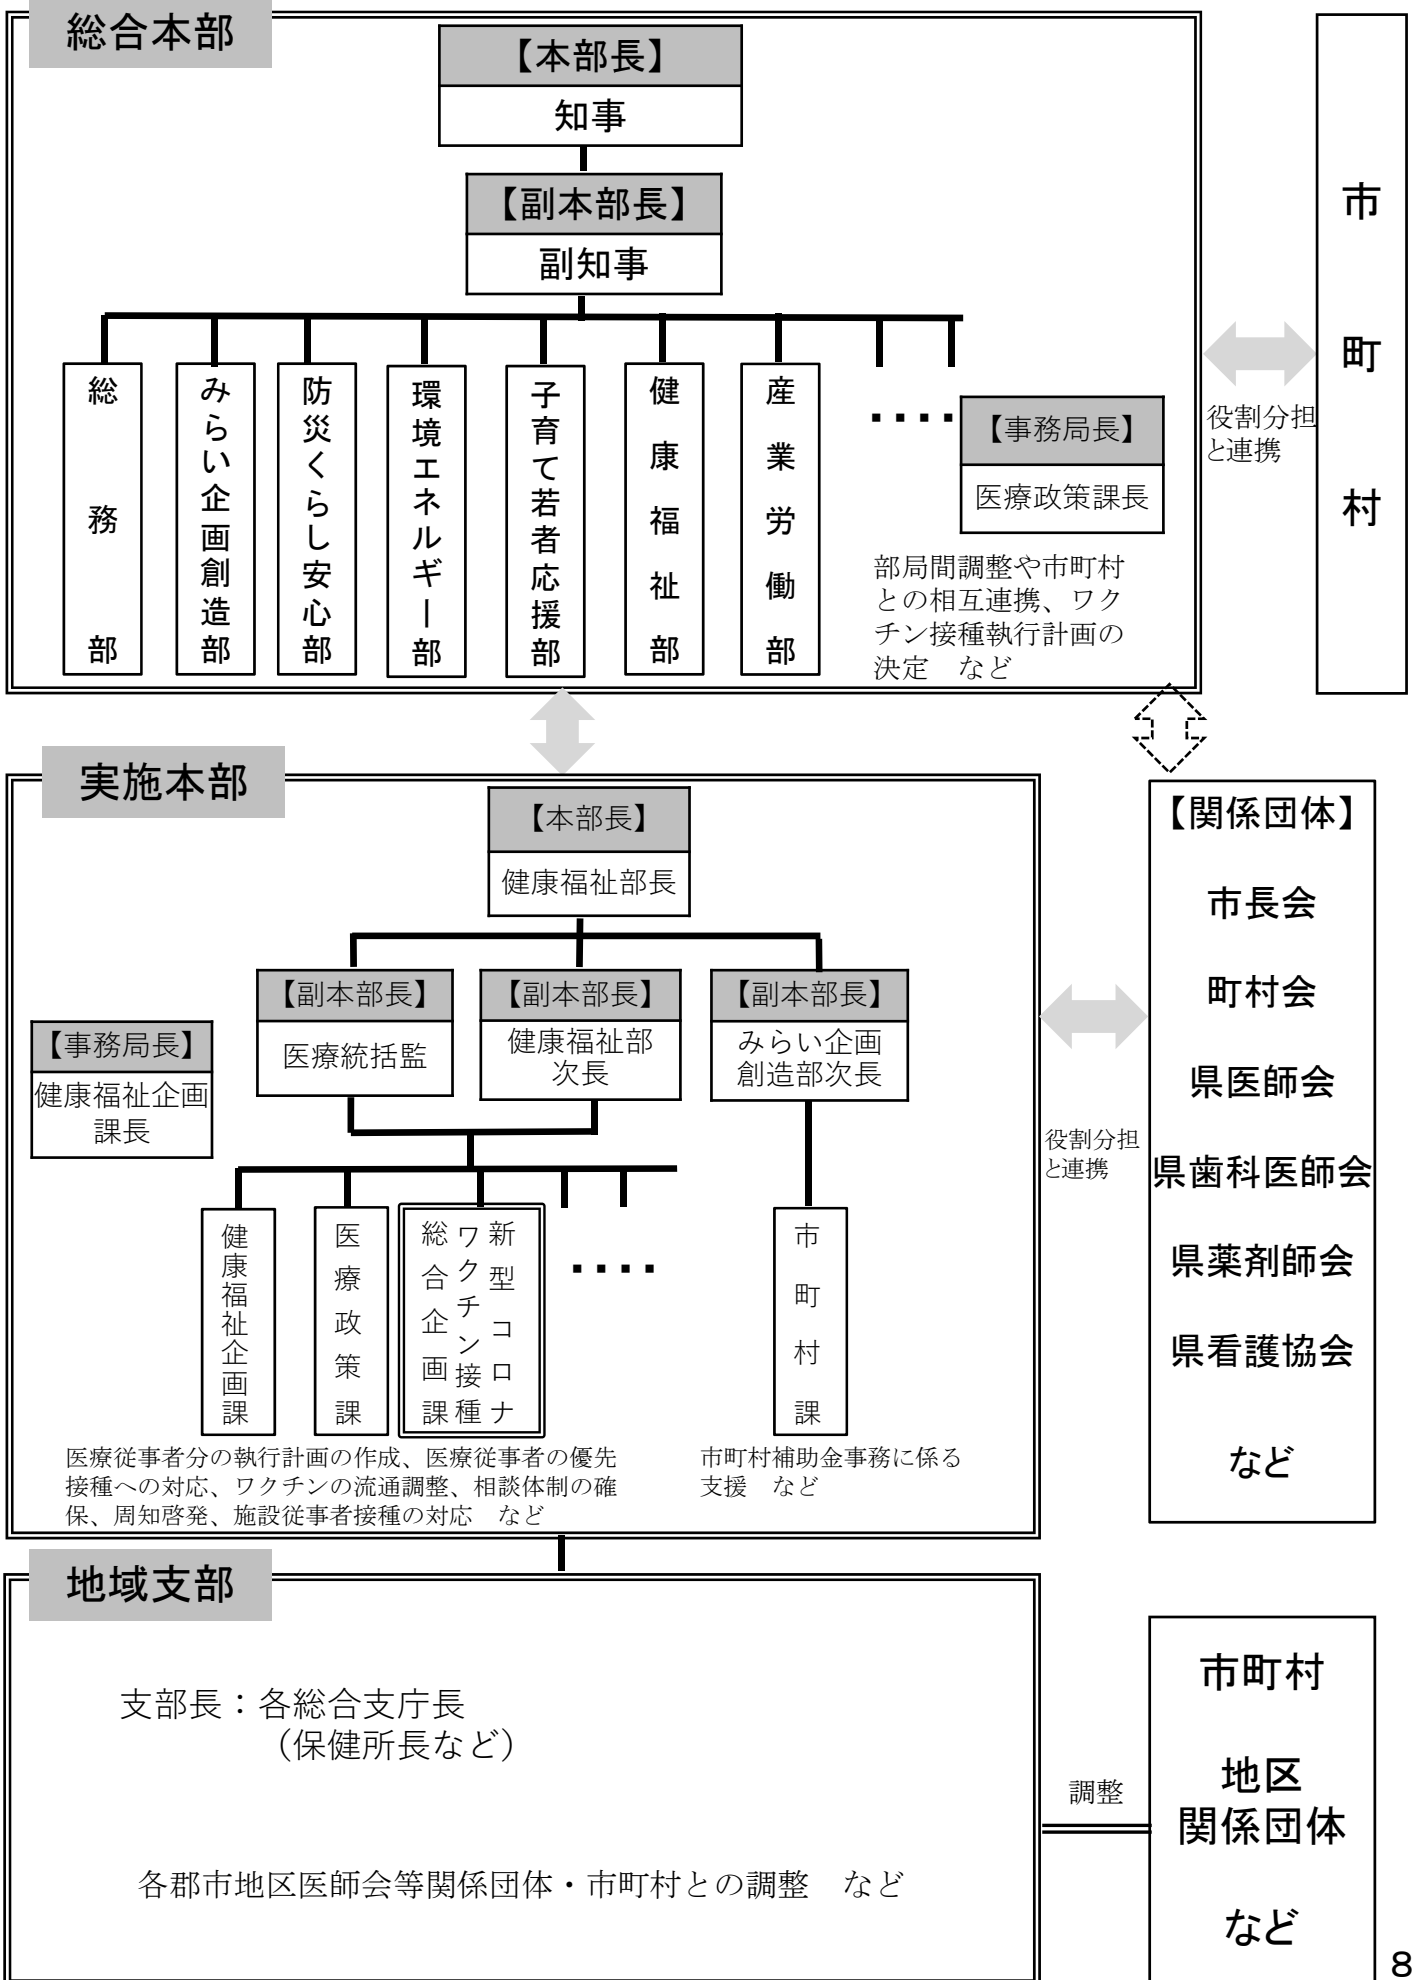 総合本部
【本部長】
知事
【副本部長】
副知事
総務部
みらい企画創造部
防災くらし安心部
環境エネルギー部
子育て若者応援部
健康福祉部
産業労働部
・・・・
【事務局長】
医療政策課長
部局間調整や市町村
との相互連携、ワク
チン接種執行計画の
決定　など
役割分担
と連携
市町村
実施本部
【本部長】
健康福祉部長
【副本部長】
医療統括監
【副本部長】
健康福祉部
次長
【副本部長】
みらい企画
創造部次長
【事務局長】
健康福祉企画
課長
健康福祉企画課
医療政策課
新型コロナ
ワクチン接種
総合企画課
・・・・
市町村課
医療従事者分の執行計画の作成、医療従事者の優先
接種への対応、ワクチンの流通調整、相談体制の確
保、周知啓発、施設従事者接種の対応　など
市町村補助金事務に係る
支援　など
役割分担
と連携
【関係団体】
市長会
町村会
県医師会
県歯科医師会
県薬剤師会
県看護協会
など
地域支部
支部長：各総合支庁長
（保健所長など）
各郡市地区医師会等関係団体・市町村との調整　など
調整
市町村
地区
関係団体
など
8